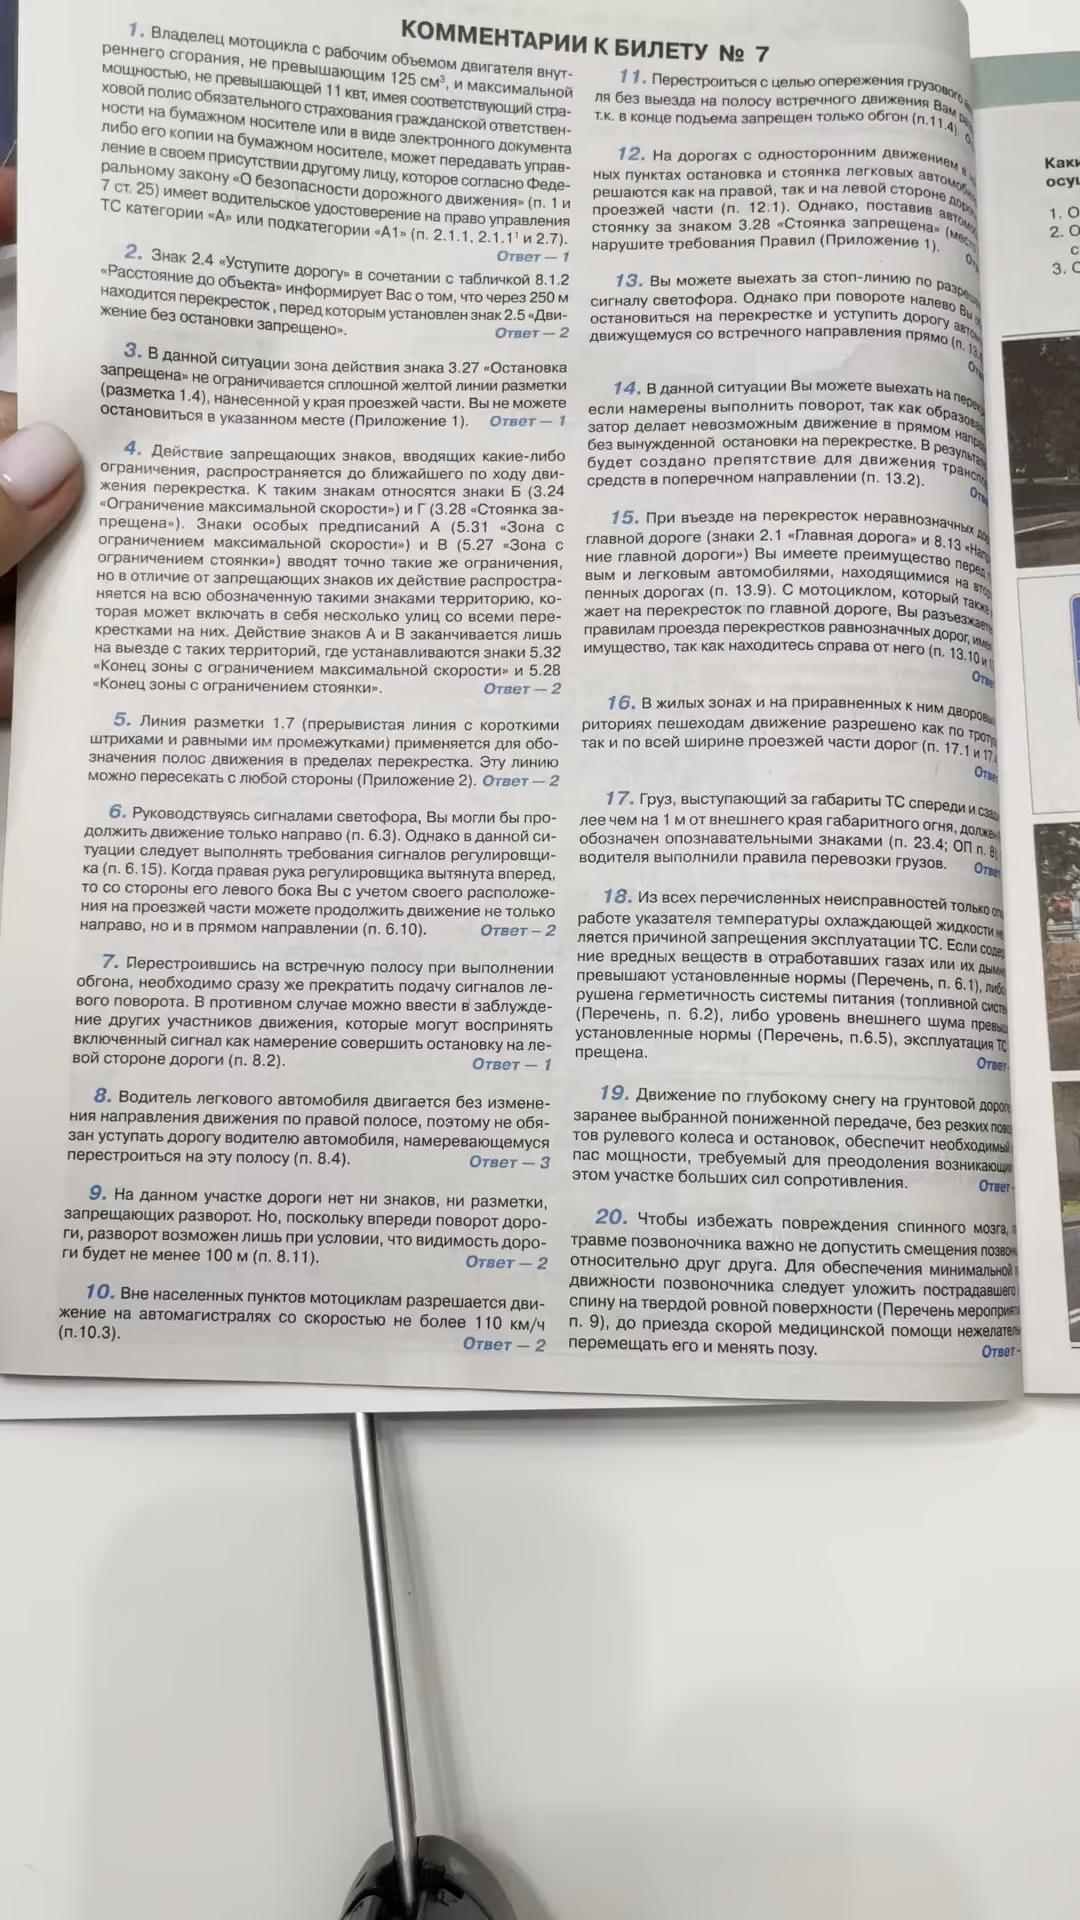 КОММЕНТАРИИ К БИЛЕТУ № 7
1. Владелец мотоцикла с рабочим объемом двигателя внут-
реннего сгорания, не превышающим 125 см³, и максимальной
мощностью, не превышающей 11 квт, имея соответствующий стра-
ховой полис обязательного страхования гражданской ответствен-
ности на бумажном носителе или в виде электронного документа
либо его копии на бумажном носителе, может передавать управ-
ление в своем присутствии другому лицу, которое согласно Феде-
ральному закону «О безопасности дорожного движения» (п. 1 и
7 ст. 25) имеет водительское удостоверение на право управления
ТС категории «А» или подкатегории «А1» (п. 2.1.1, 2.1.1¹ и 2.7).
Ответ – 1
2. Знак 2.4 «Уступите дорогу» в сочетании с табличкой 8.1.2
«Расстояние до объекта» информирует Вас о том, что через 250 м
находится перекресток , перед которым установлен знак 2.5 «Дви-
жение без остановки запрещено».
Ответ – 2
3. В данной ситуации зона действия знака 3.27 «Остановка
запрещена» не ограничивается сплошной желтой линии разметки
(разметка 1.4), нанесенной у края проезжей части. Вы не можете
остановиться в указанном месте (Приложение 1). Ответ – 1
4. Действие запрещающих знаков, вводящих какие-либо
ограничения, распространяется до ближайшего по ходу дви-
жения перекрестка. К таким знакам относятся знаки Б (3.24
«Ограничение максимальной скорости») и Г (3.28 «Стоянка за-
прещена»). Знаки особых предписаний А (5.31 «Зона с
ограничением максимальной скорости») и В (5.27 «Зона с
ограничением стоянки») вводят точно такие же ограничения,
но в отличие от запрещающих знаков их действие распростра-
няется на всю обозначенную такими знаками территорию, ко-
торая может включать в себя несколько улиц со всеми пере-
крестками на них. Действие знаков А и В заканчивается лишь
на выезде с таких территорий, где устанавливаются знаки 5.32
«Конец зоны с ограничением максимальной скорости» и 5.28
«Конец зоны с ограничением стоянки». Ответ – 2
5. Линия разметки 1.7 (прерывистая линия с короткими
штрихами и равными им промежутками) применяется для обо-
значения полос движения в пределах перекрестка. Эту линию
можно пересекать с любой стороны (Приложение 2). Ответ – 2
6. Руководствуясь сигналами светофора, Вы могли бы про-
должить движение только направо (п. 6.3). Однако в данной си-
туации следует выполнять требования сигналов регулировщи-
ка (п. 6.15). Когда правая рука регулировщика вытянута вперед,
то со стороны его левого бока Вы с учетом своего расположе-
ния на проезжей части можете продолжить движение не только
направо, но и в прямом направлении (п. 6.10). Ответ – 2
7. Перестроившись на встречную полосу при выполнении
обгона, необходимо сразу же прекратить подачу сигналов ле-
вого поворота. В противном случае можно ввести в заблужде-
ние других участников движения, которые могут воспринять
включенный сигнал как намерение совершить остановку на ле-
вой стороне дороги (п. 8.2). Ответ – 1
8. Водитель легкового автомобиля двигается без измене-
ния направления движения по правой полосе, поэтому не обя-
зан уступать дорогу водителю автомобиля, намеревающемуся
перестроиться на эту полосу (п. 8.4). Ответ – 3
9. На данном участке дороги нет ни знаков, ни разметки,
запрещающих разворот. Но, поскольку впереди поворот доро-
ги, разворот возможен лишь при условии, что видимость доро-
ги будет не менее 100 м (п. 8.11). Ответ – 2
10. Вне населенных пунктов мотоциклам разрешается дви-
жение на автомагистралях со скоростью не более 110 км/ч
(п.10.3). Ответ – 2
11. Перестроиться с целью опережения грузового
ля без выезда на полосу встречного движения Вам
т.к. в конце подъема запрещен только обгон (п.11.4).
12. На дорогах с односторонним движением в
ных пунктах остановка и стоянка легковых
решаются как на правой, так и на левой стороне
проезжей части (п. 12.1). Однако, поставив
стоянку за знаком 3.28 «Стоянка запрещена»
нарушите требования Правил (Приложение 1).
13. Вы можете выехать за стоп-линию по
сигналу светофора. Однако при повороте налево Вы
остановиться на перекрестке и уступить дорогу
движущемуся со встречного направления прямо (п.
14. В данной ситуации Вы можете выехать на
если намерены выполнить поворот, так как
затор делает невозможным движение в прямом
без вынужденной остановки на перекрестке. В
будет создано препятствие для движения
средств в поперечном направлении (п. 13.2).
15. При въезде на перекресток неравнозначных
главной дороге (знаки 2.1 «Главная дорога» и 8.13
ние главной дороги») Вы имеете преимущество перед
вым и легковым автомобилями, находящимися на
пенных дорогах (п. 13.9). С мотоциклом, который также
жает на перекресток по главной дороге, Вы
правилам проезда перекрестков равнозначных дорог,
имущество, так как находитесь справа от него (п. 13.10 и
16. В жилых зонах и на приравненных к ним
риториях пешеходам движение разрешено как по
так и по всей ширине проезжей части дорог (п. 17.1 и
17. Груз, выступающий за габариты ТС спереди и
лее чем на 1 м от внешнего края габаритного огня,
обозначен опознавательными знаками (п. 23.4; ОП п. 8)
водителя выполнили правила перевозки грузов.
18. Из всех перечисленных неисправностей только
работе указателя температуры охлаждающей жидкости
ляется причиной запрещения эксплуатации ТС. Если
ние вредных веществ в отработавших газах или их
превышают установленные нормы (Перечень, п. 6.1),
рушена герметичность системы питания (топливной
(Перечень, п. 6.2), либо уровень внешнего шума
установленные нормы (Перечень, п.6.5), эксплуатация ТС
прещена. Ответ
19. Движение по глубокому снегу на грунтовой
заранее выбранной пониженной передаче, без резких
тов рулевого колеса и остановок, обеспечит необходимый
пас мощности, требуемый для преодоления
этом участке больших сил сопротивления. Ответ
20. Чтобы избежать повреждения спинного мозга,
травме позвоночника важно не допустить смещения
относительно друг друга. Для обеспечения минимальной
движности позвоночника следует уложить пострадавшего
спину на твердой ровной поверхности (Перечень
п. 9), до приезда скорой медицинской помощи
перемещать его и менять позу. Ответ
1. О
2. О
с
3. С